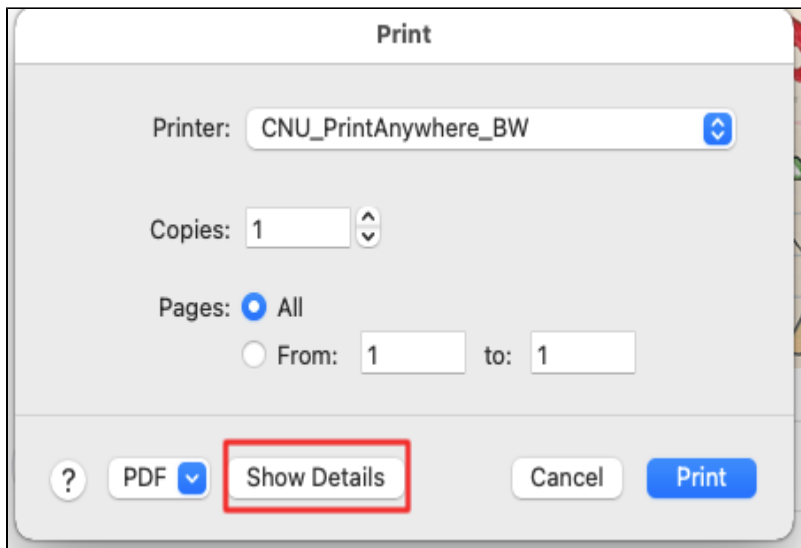 Print
Printer: CNU_PrintAnywhere_BW
Copies: 1
Pages: All
From: 1 to: 1
? PDF Show Details Cancel Print